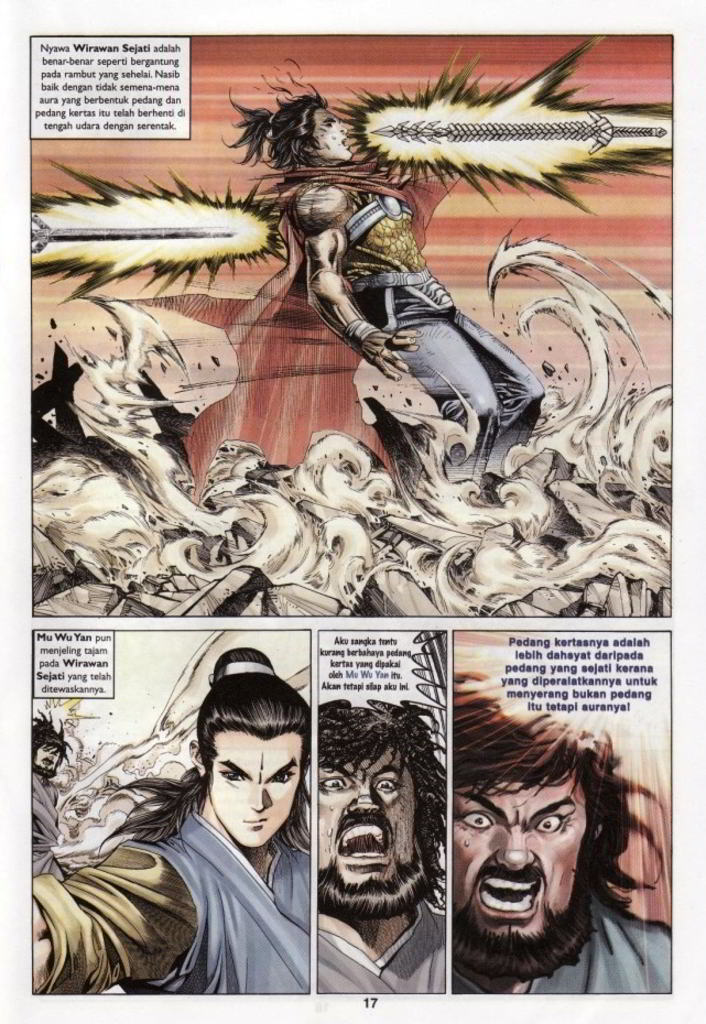 Nyawa Wirawan Sejati adalah
benar-benar seperti bergantung
pada rambut yang sehelai. Nasib
baik dengan tidak semena-mena
aura yang berbentuk pedang dan
pedang kertas itu telah berhenti di
tengah udara dengan serentak.
Mu Wu Yan pun
menjeling tajam
pada Wirawan
Sejati yang telah
ditewaskannya.
Aku sangka tentu
kurang berbahaya pedang
kertas yang dipakai
oleh Mu Wu Yan itu.
Akan tetapi silap aku ini.
Pedang kertasnya adalah
lebih dahsyat daripada
pedang yang sejati kerana
yang diperalatkannya untuk
menyerang bukan pedang
itu tetapi auranya!
17